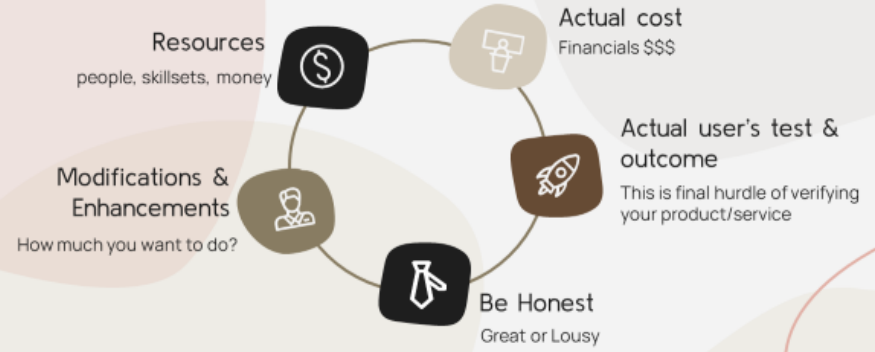 Actual cost
Financials $$$
Resources
people, skillsets, money
Actual user's test &
outcome
This is final hurdle of verifying
your product/service
Modifications &
Enhancements
How much you want to do?
Be Honest
Great or Lousy
$